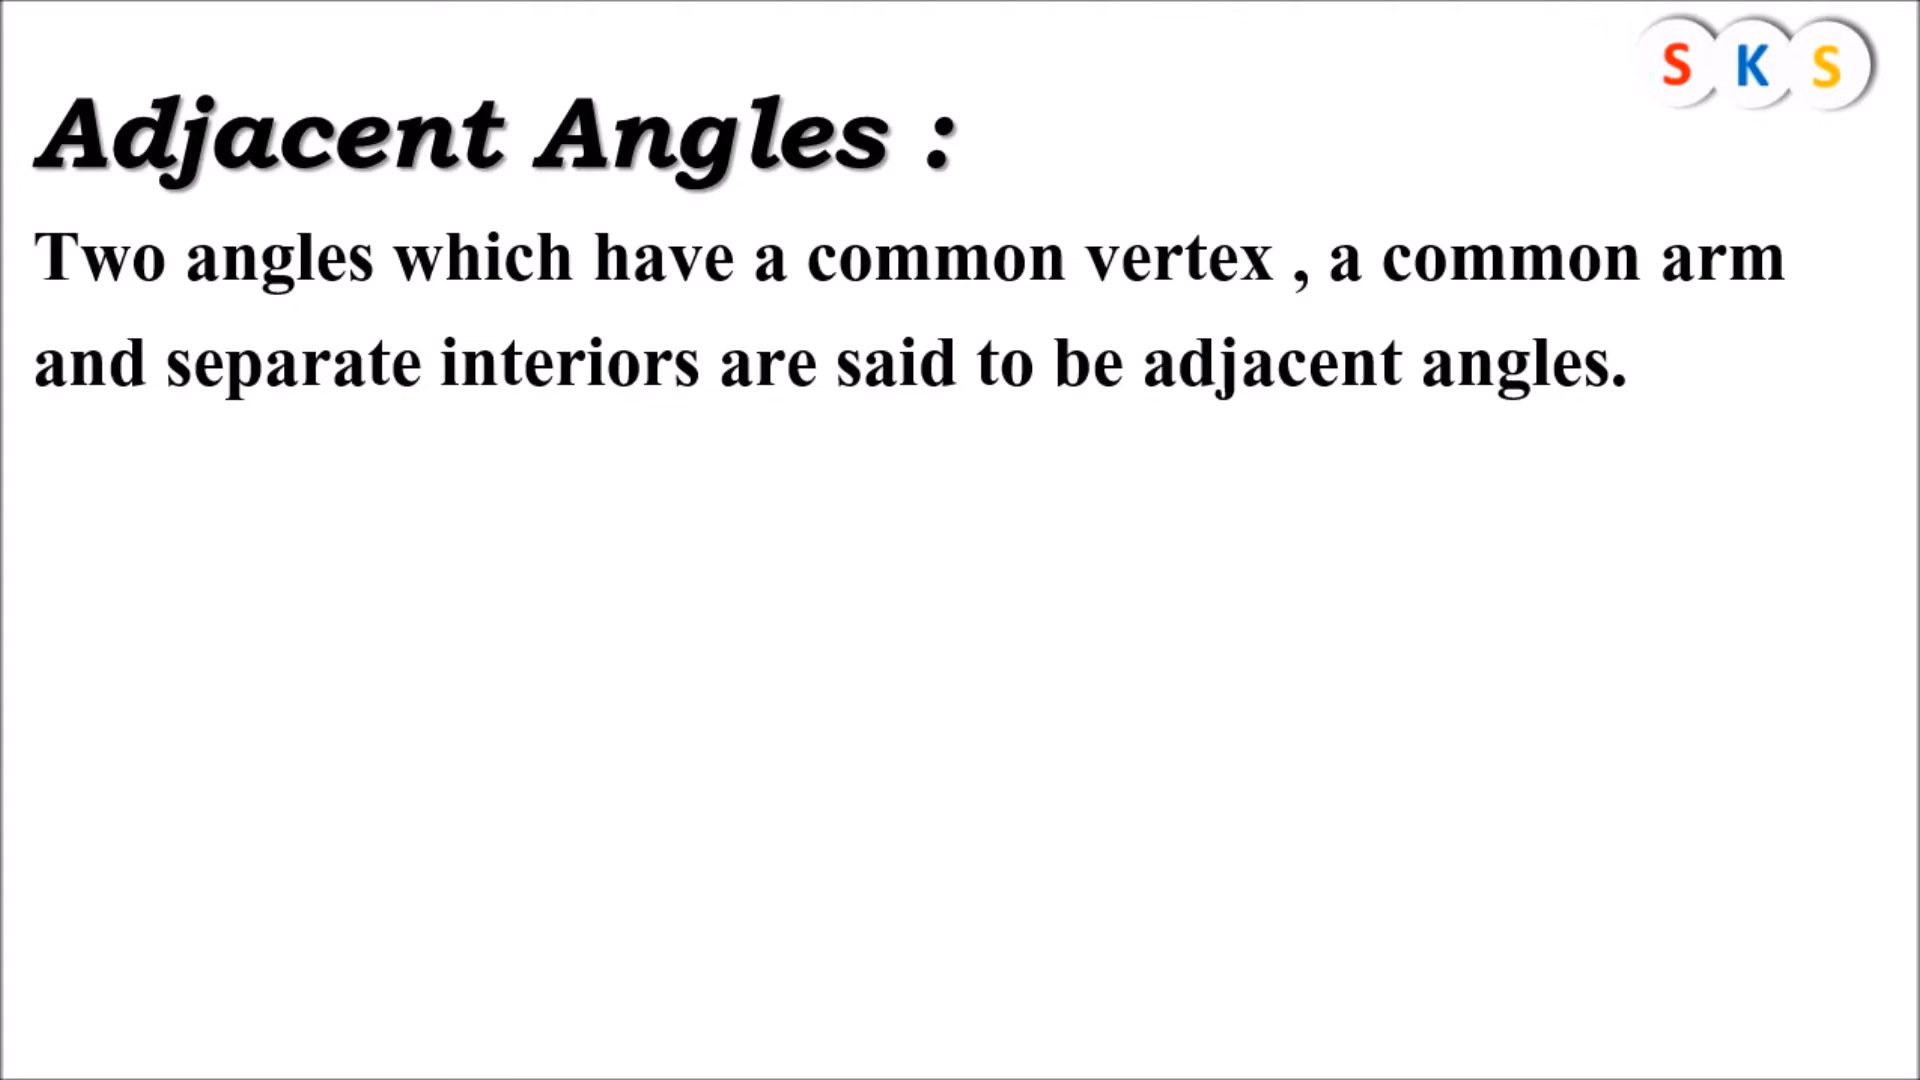 S K S
Adjacent Angles :
Two angles which have a common vertex , a common arm
and separate interiors are said to be adjacent angles.